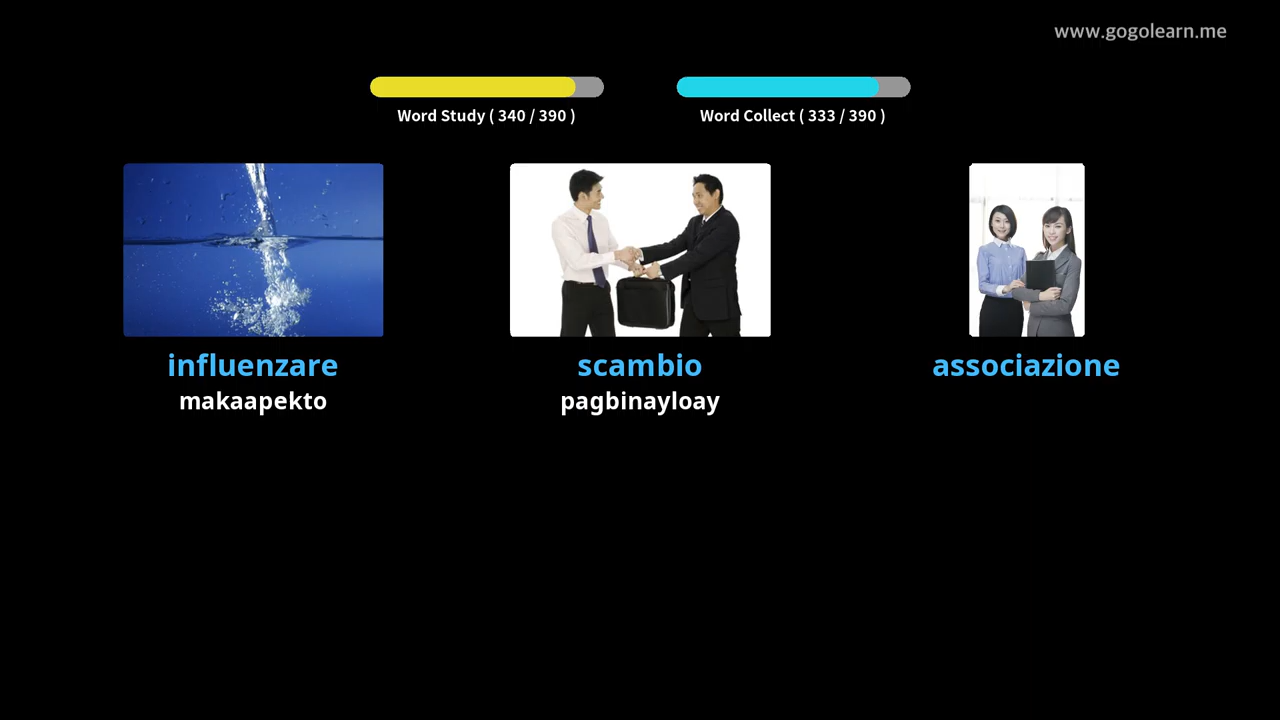 www.gogolearn.me
Word Study ( 340 / 390 )
Word Collect ( 333 / 390 )
influenzare
scambio
associazione
makaapekto
pagbinayloay